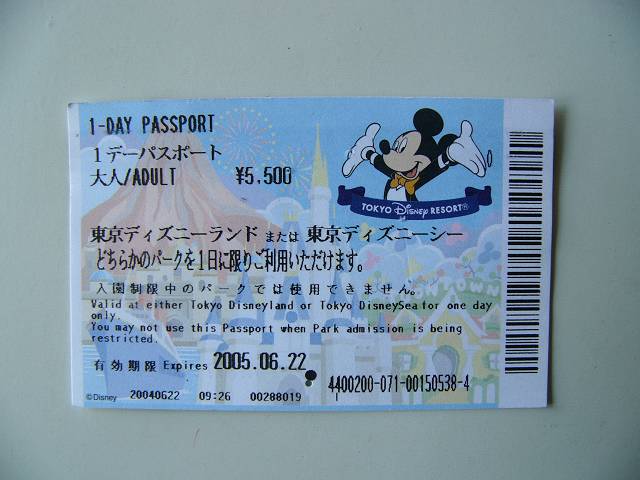 1-DAY PASSPORT
1デーパスポート
大人/ADULT ¥5,500
TOKYO Disney RESORT®
東京ディズニーランド または 東京ディズニーシー
どちらかのパークを1日に限りご利用いただけます。
入園制限中のパークでは使用できません。
Valid at either Tokyo Disneyland or Tokyo DisneySea for one day
only.
You may not use this Passport when Park admission is being
restricted.
有効期限 Expires 2005.06.22
4400200-071-00150538-4
©Disney 20040622 09:26 00208019